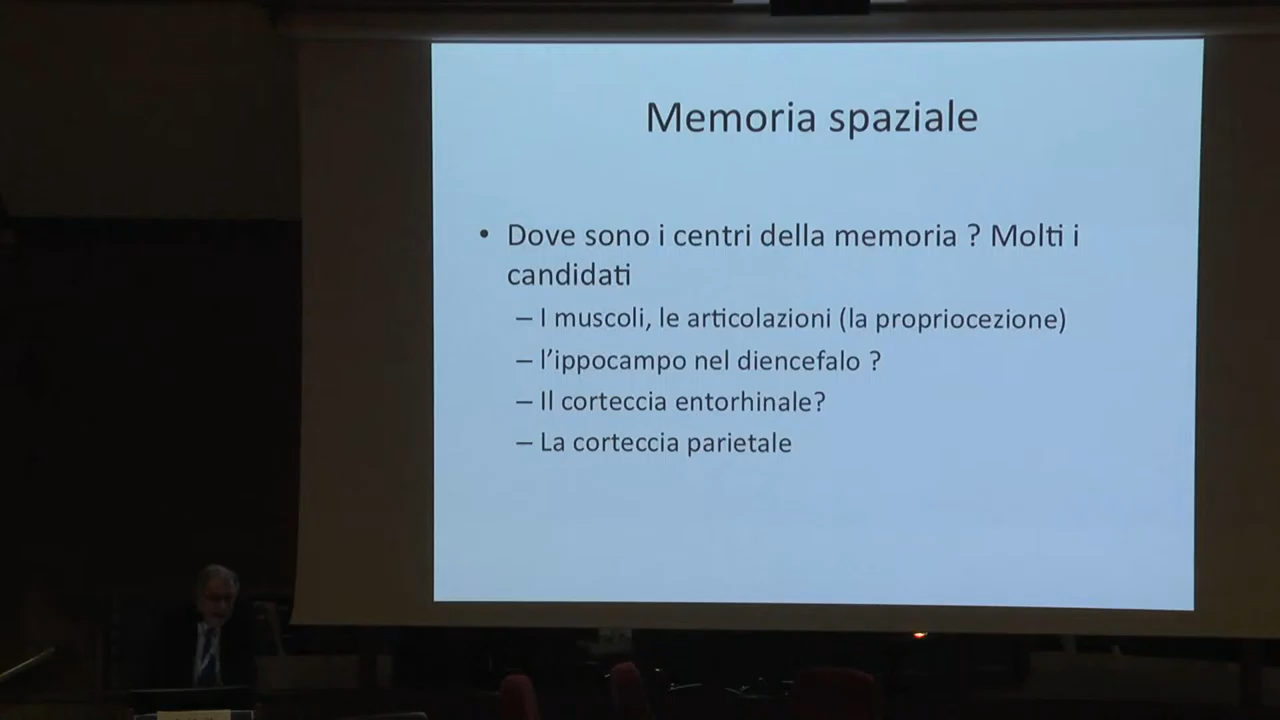 Memoria spaziale
• Dove sono i centri della memoria ? Molti i
candidati
– I muscoli, le articolazioni (la propriocezione)
– l’ippocampo nel diencefalo ?
– Il corteccia entorhinale?
– La corteccia parietale